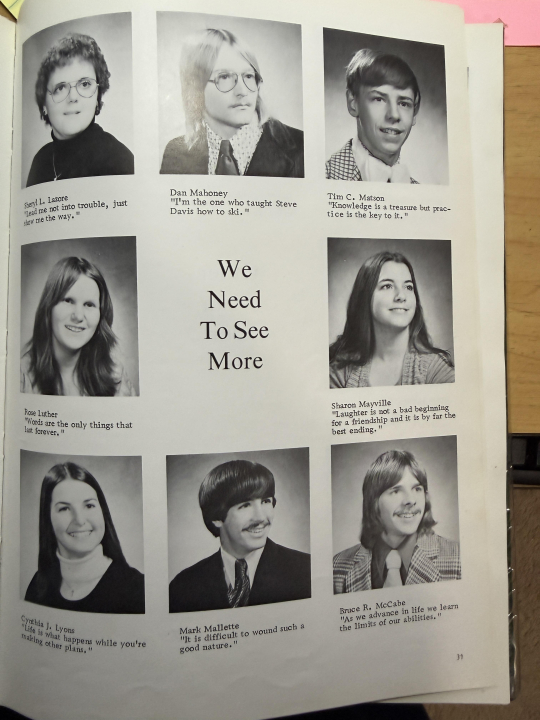 Sheryl L. Lazore
"Lead me not into trouble, just
show me the way."
Dan Mahoney
"I'm the one who taught Steve
Davis how to ski."
Tim C. Matson
"Knowledge is a treasure but prac-
tice is the key to it."
We
Need
To See
More
Rose Luther
"Words are the only things that
last forever."
Sharon Mayville
"Laughter is not a bad beginning
for a friendship and it is by far the
best ending."
Cynthia J. Lyons
"Life is what happens while you're
making other plans."
Mark Mallette
"It is difficult to wound such a
good nature."
Bruce R. McCabe
"As we advance in life we learn
the limits of our abilities."